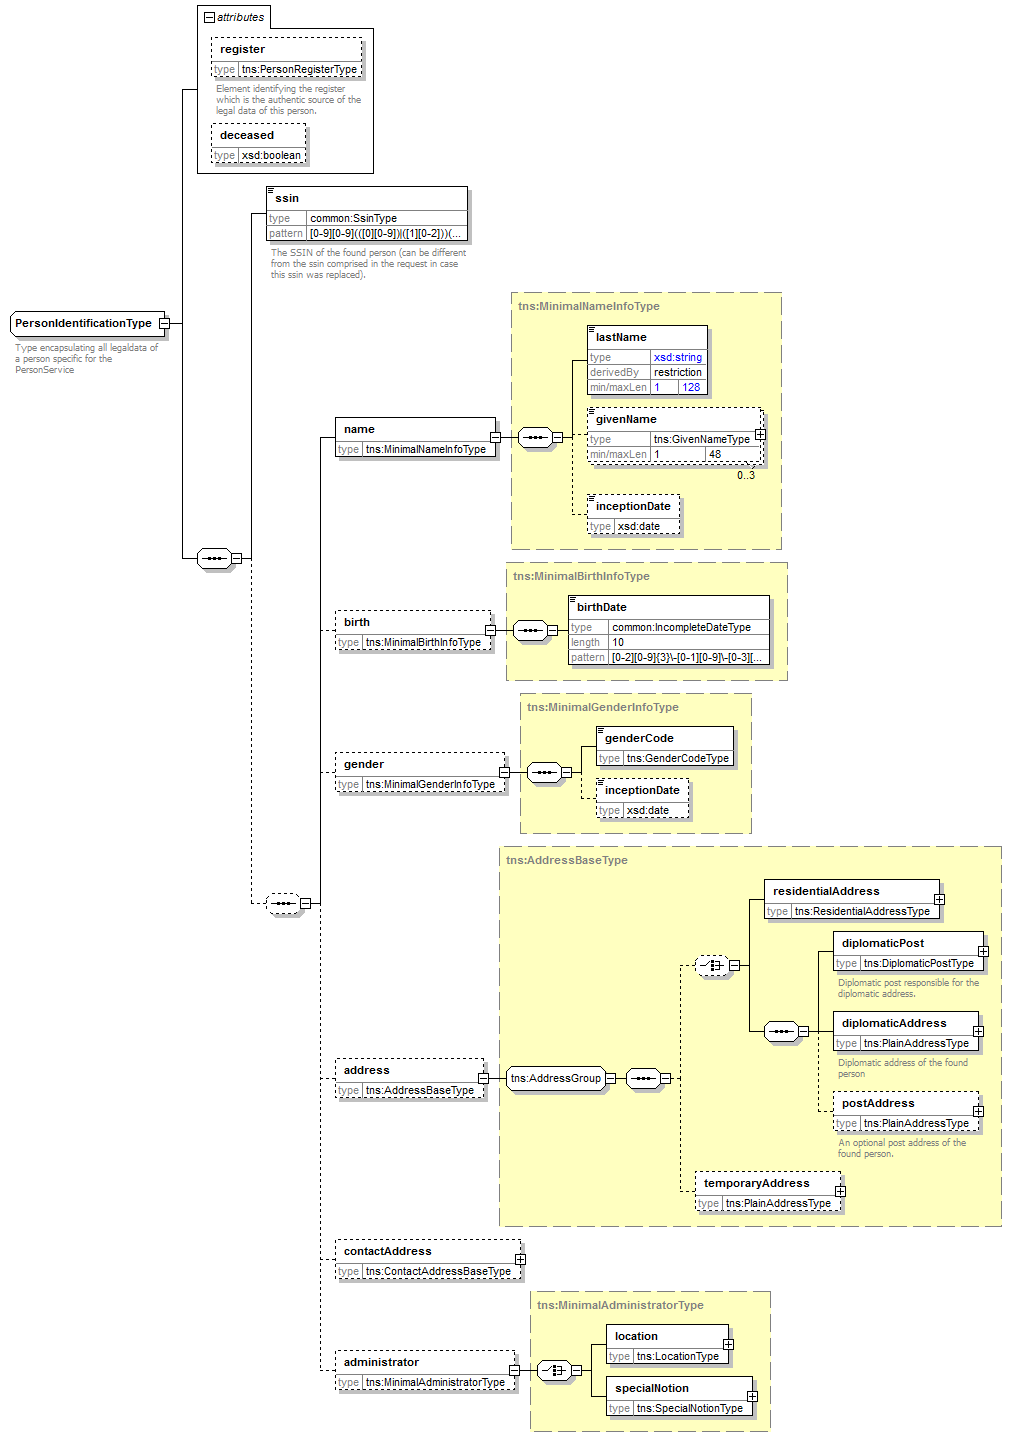 attributes
register
type tns:PersonRegisterType
Element identifying the register
which is the authentic source of the
legal data of this person.
deceased
type xsd:boolean
ssin
type common:SsinType
pattern [0-9][0-9](([0][0-9])|([1][0-2]))(...
The SSIN of the found person (can be different
from the ssin comprised in the request in case
this ssin was replaced).
PersonIdentificationType
Type encapsulating all legaldata of
a person specific for the
PersonService
tns:MinimalNameInfoType
lastName
type xsd:string
derivedBy restriction
min/maxLen 1 128
name
type tns:MinimalNameInfoType
givenName
type tns:GivenNameType
min/maxLen 1 48
0..3
inceptionDate
type xsd:date
tns:MinimalBirthInfoType
birth
type tns:MinimalBirthInfoType
birthDate
type common:IncompleteDateType
length 10
pattern [0-2][0-9]{3}\-[0-1][0-9]\-[0-3][...
tns:MinimalGenderInfoType
gender
type tns:MinimalGenderInfoType
genderCode
type tns:GenderCodeType
inceptionDate
type xsd:date
tns:AddressBaseType
residentialAddress
type tns:ResidentialAddressType
diplomaticPost
type tns:DiplomaticPostType
Diplomatic post responsible for the
diplomatic address.
diplomaticAddress
type tns:PlainAddressType
Diplomatic address of the found
person
address
type tns:AddressBaseType
tns:AddressGroup
postAddress
type tns:PlainAddressType
An optional post address of the
found person.
temporaryAddress
type tns:PlainAddressType
contactAddress
type tns:ContactAddressBaseType
tns:MinimalAdministratorType
administrator
type tns:MinimalAdministratorType
location
type tns:LocationType
specialNotion
type tns:SpecialNotionType